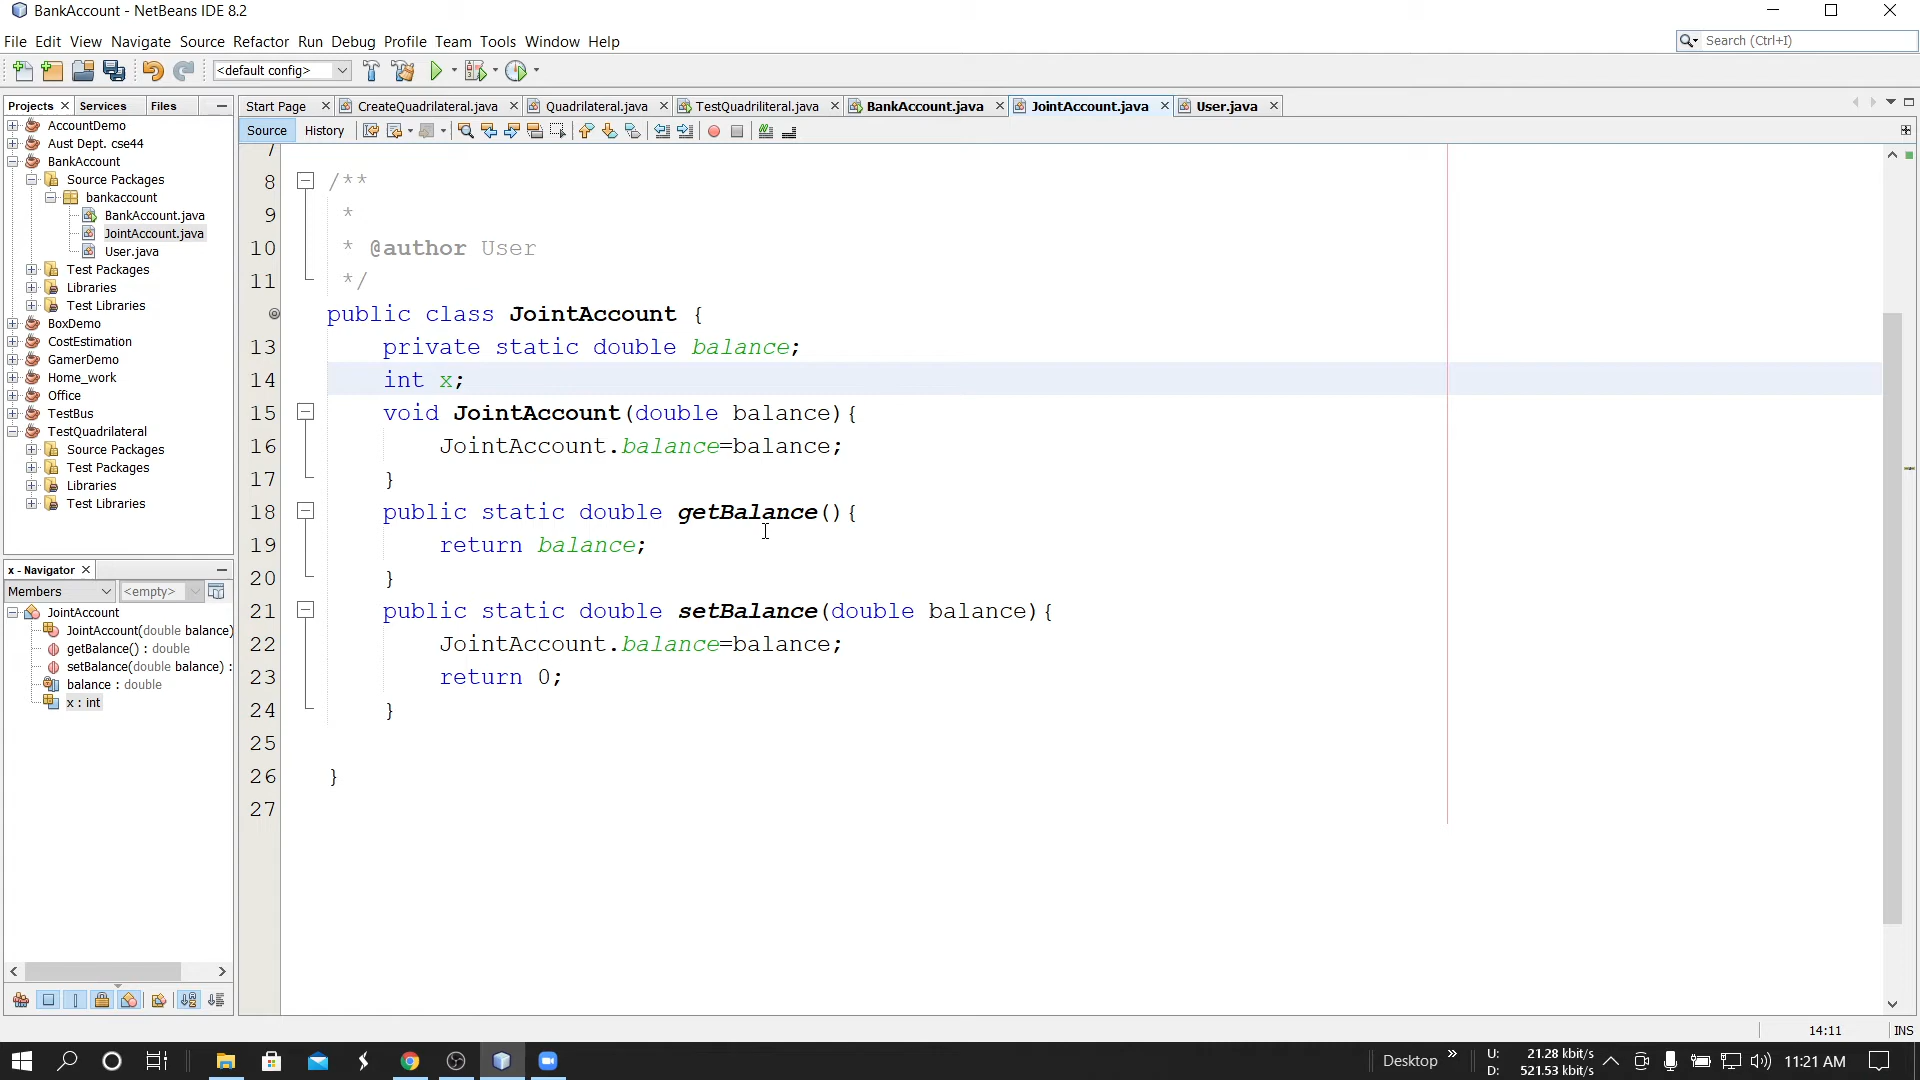 BankAccount - NetBeans IDE 8.2
File Edit View Navigate Source Refactor Run Debug Profile Team Tools Window Help
Search (Ctrl+I)
<default config>
Projects Services Files
Start Page CreateQuadrilateral.java Quadrilateral.java TestQuadriliteral.java BankAccount.java JointAccount.java User.java
Source History
AccountDemo
Aust Dept. cse44
BankAccount
Source Packages
bankaccount
BankAccount.java
JointAccount.java
User.java
Test Packages
Libraries
Test Libraries
BoxDemo
CostEstimation
GamerDemo
Home_work
Office
TestBus
TestQuadrilateral
Source Packages
Test Packages
Libraries
Test Libraries
x - Navigator
Members <empty>
JointAccount
JointAccount(double balance)
getBalance() : double
setBalance(double balance) :
balance : double
x : int
7
8 /**
9 *
10 * @author User
11 */
public class JointAccount {
13 private static double balance;
14 int x;
15 void JointAccount(double balance){
16 JointAccount.balance=balance;
17 }
18 public static double getBalance(){
19 return balance;
20 }
21 public static double setBalance(double balance){
22 JointAccount.balance=balance;
23 return 0;
24 }
25
26 }
27
14:11 INS
Desktop »
U: 21.28 kbit/s
D: 521.53 kbit/s
11:21 AM